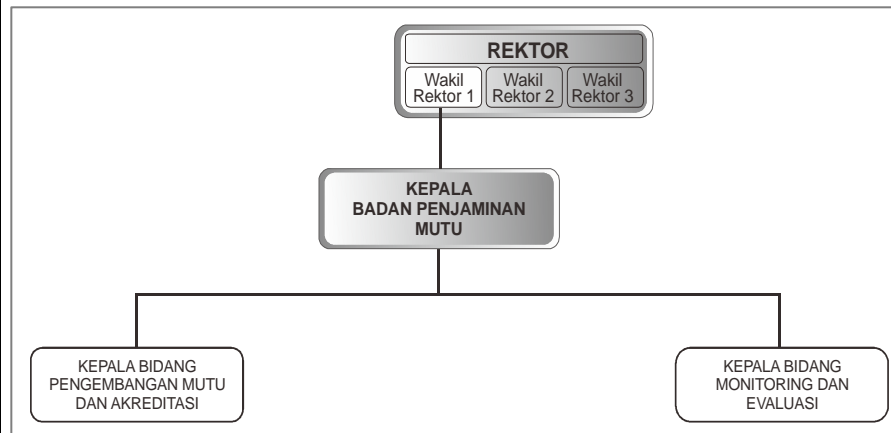 REKTOR
Wakil
Rektor 1
Wakil
Rektor 2
Wakil
Rektor 3
KEPALA
BADAN PENJAMINAN
MUTU
KEPALA BIDANG
PENGEMBANGAN MUTU
DAN AKREDITASI
KEPALA BIDANG
MONITORING DAN
EVALUASI